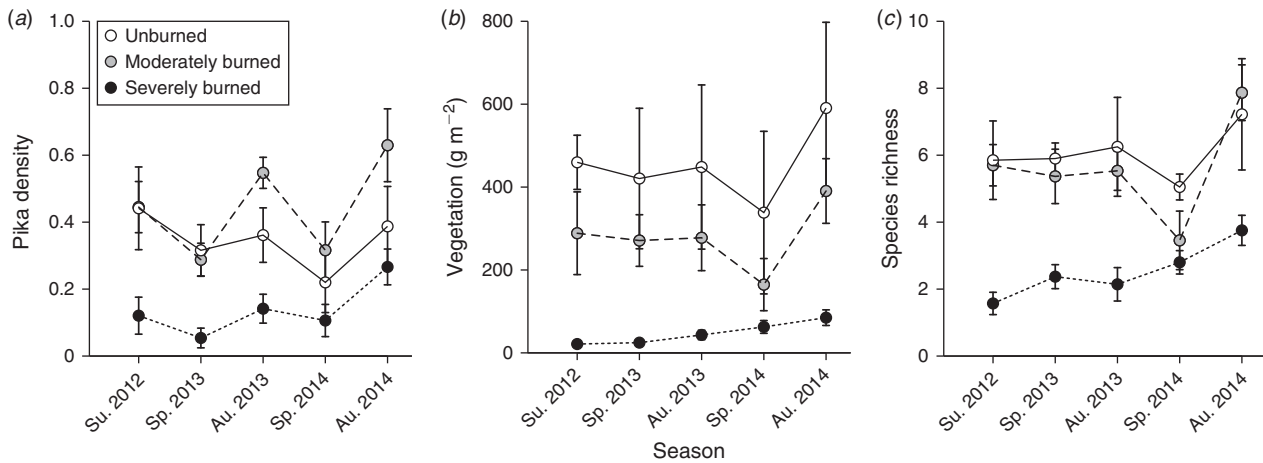 (a)
1.0
0.8
0.6
0.4
0.2
0
Pika density
Unburned
Moderately burned
Severely burned
Su. 2012
Sp. 2013
Au. 2013
Sp. 2014
Au. 2014
(b)
800
600
400
200
0
Vegetation (g m−2)
Su. 2012
Sp. 2013
Au. 2013
Sp. 2014
Au. 2014
Season
(c)
10
8
6
4
2
0
Species richness
Su. 2012
Sp. 2013
Au. 2013
Sp. 2014
Au. 2014